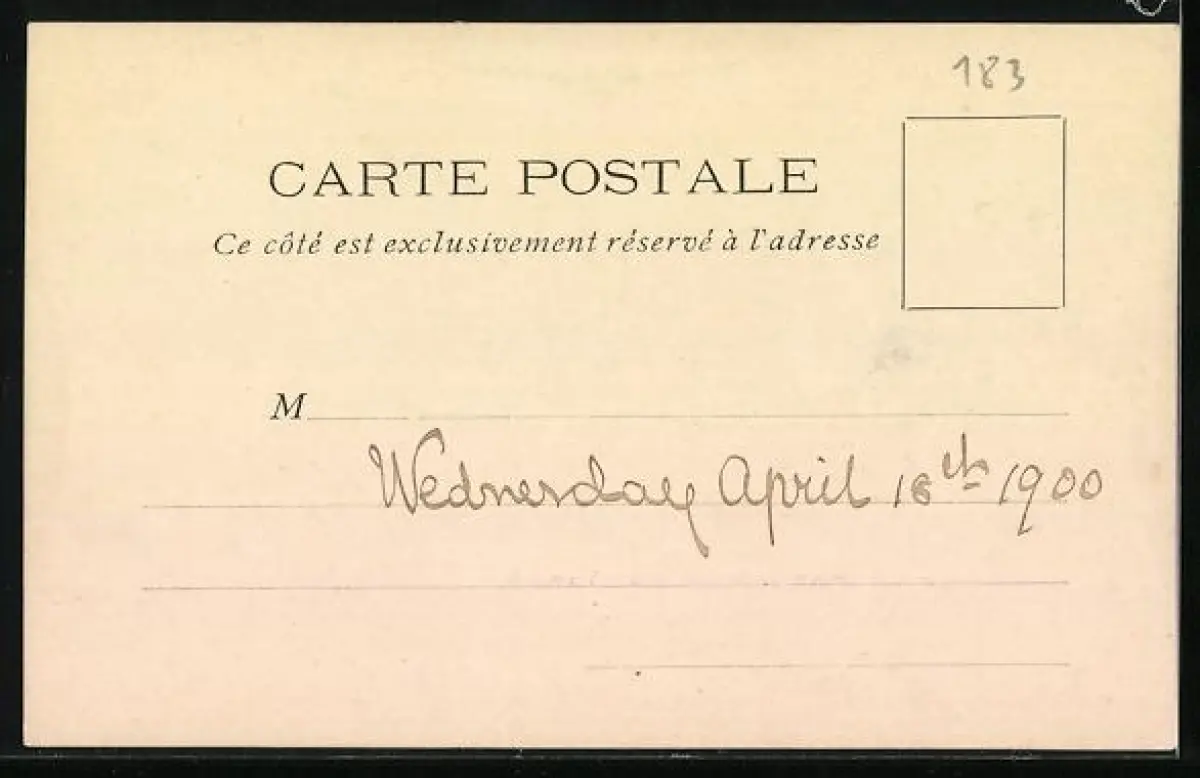 183
CARTE POSTALE
Ce côté est exclusivement réservé à l'adresse
M
Wednesday April 18th 1900